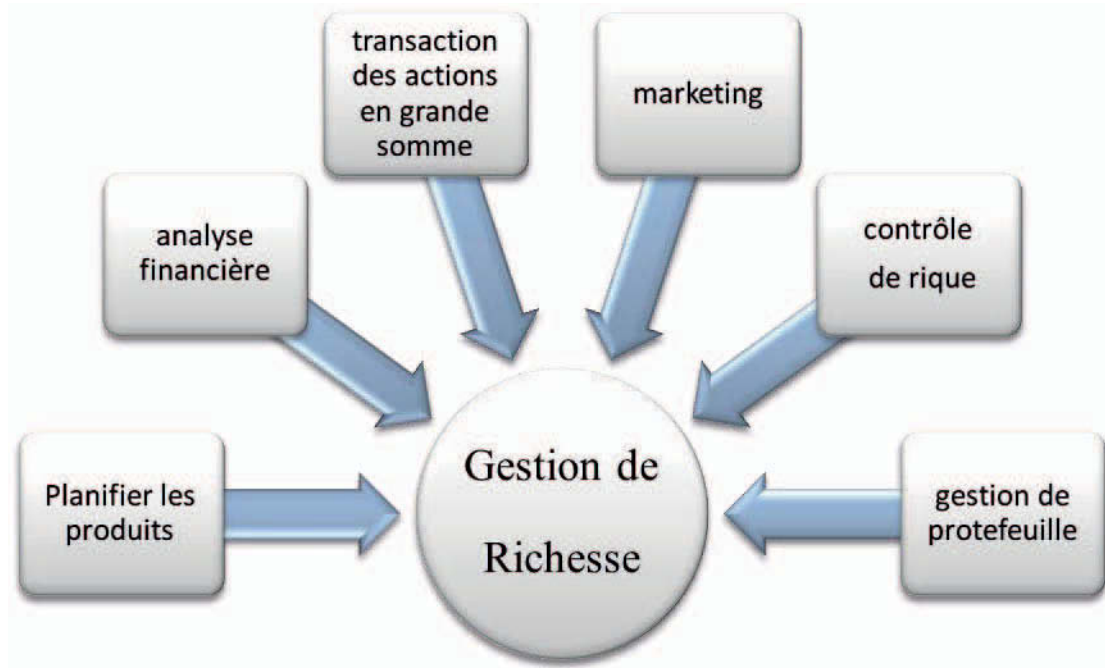 transaction
des actions
en grande
somme
marketing
analyse
financière
contrôle
de rique
Planifier les
produits
Gestion de
Richesse
gestion de
protefeuille